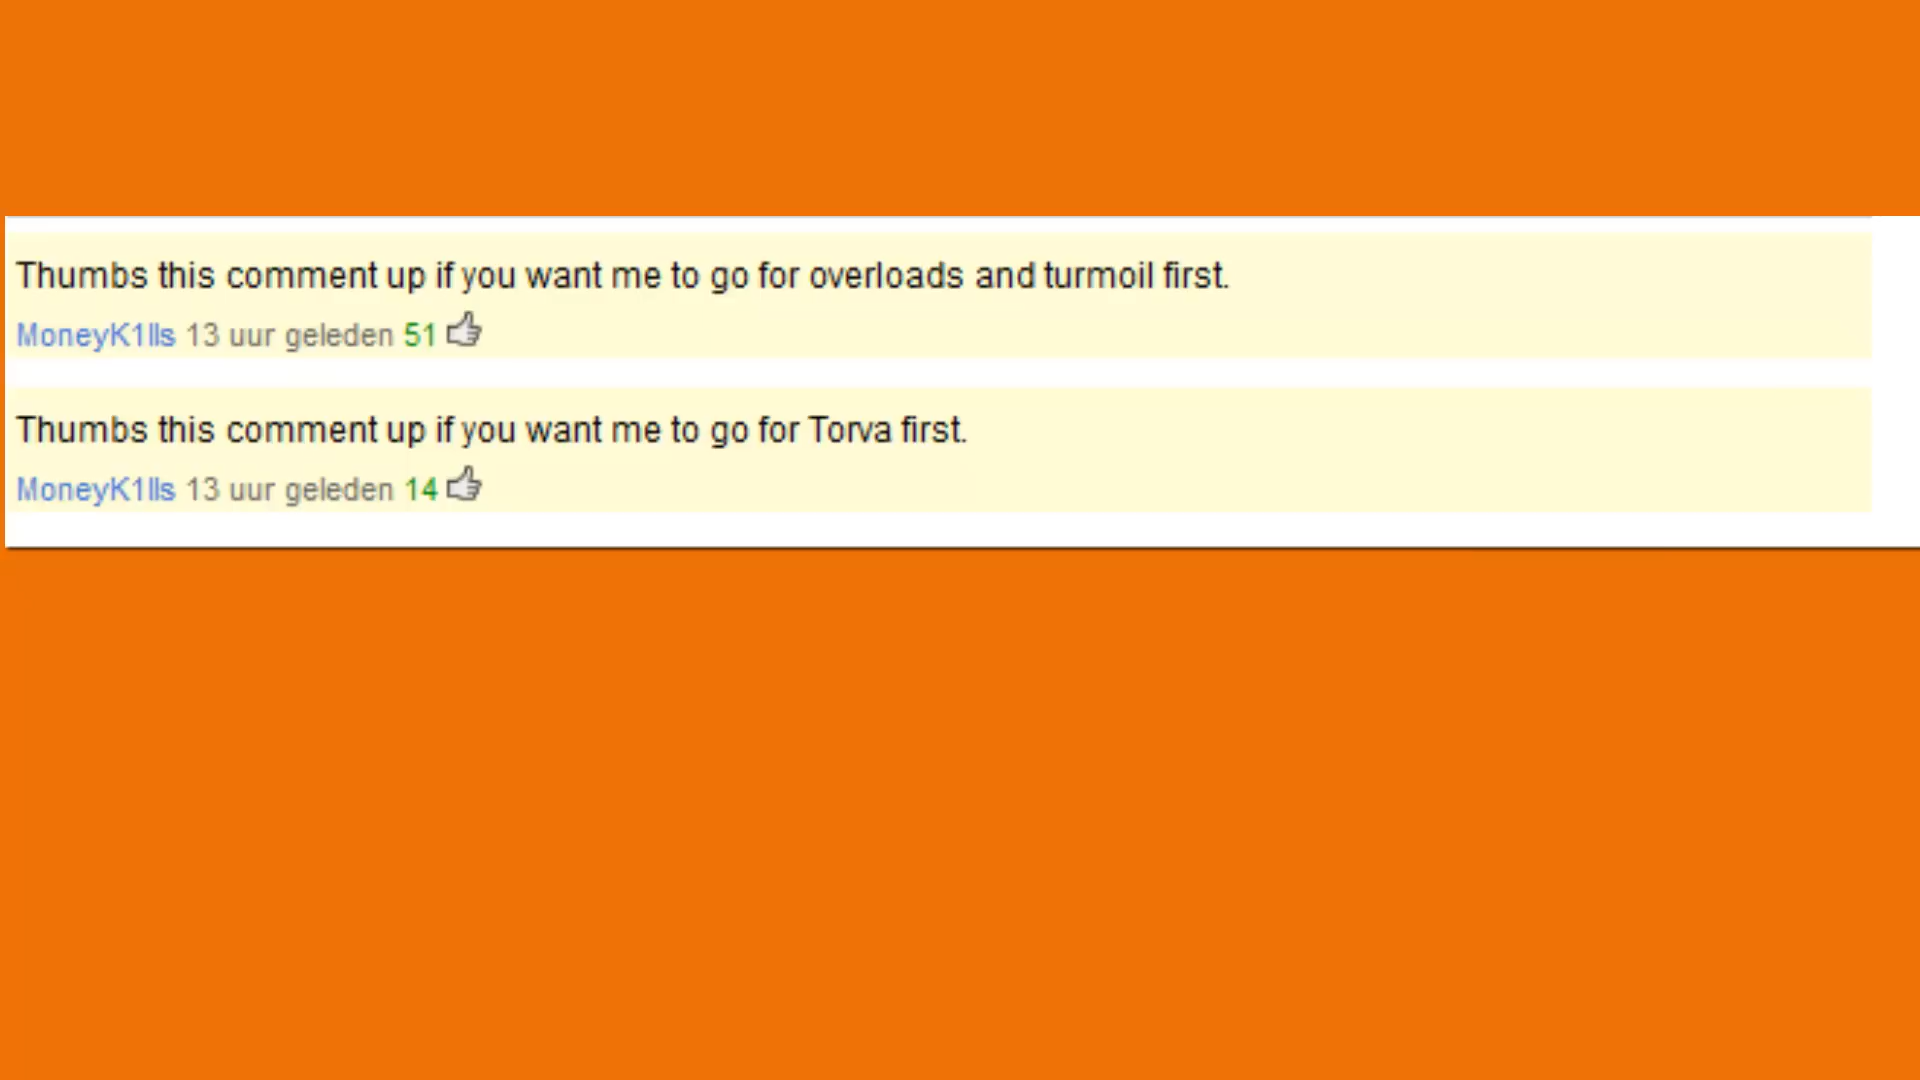 Thumbs this comment up if you want me to go for overloads and turmoil first.
MoneyK1lls 13 uur geleden 51
Thumbs this comment up if you want me to go for Torva first.
MoneyK1lls 13 uur geleden 14